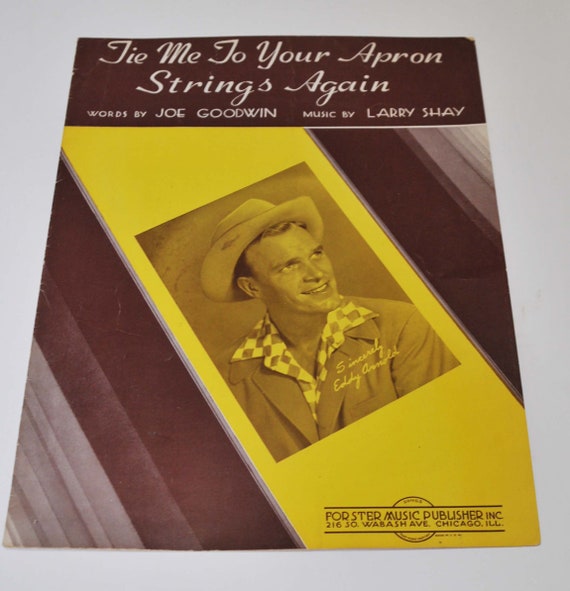 Tie Me To Your Apron
Strings Again
WORDS BY JOE GOODWIN MUSIC BY LARRY SHAY
Sincerely
Eddy Arnold
FORSTER MUSIC PUBLISHER INC.
216 SO. WABASH AVE. CHICAGO, ILL.